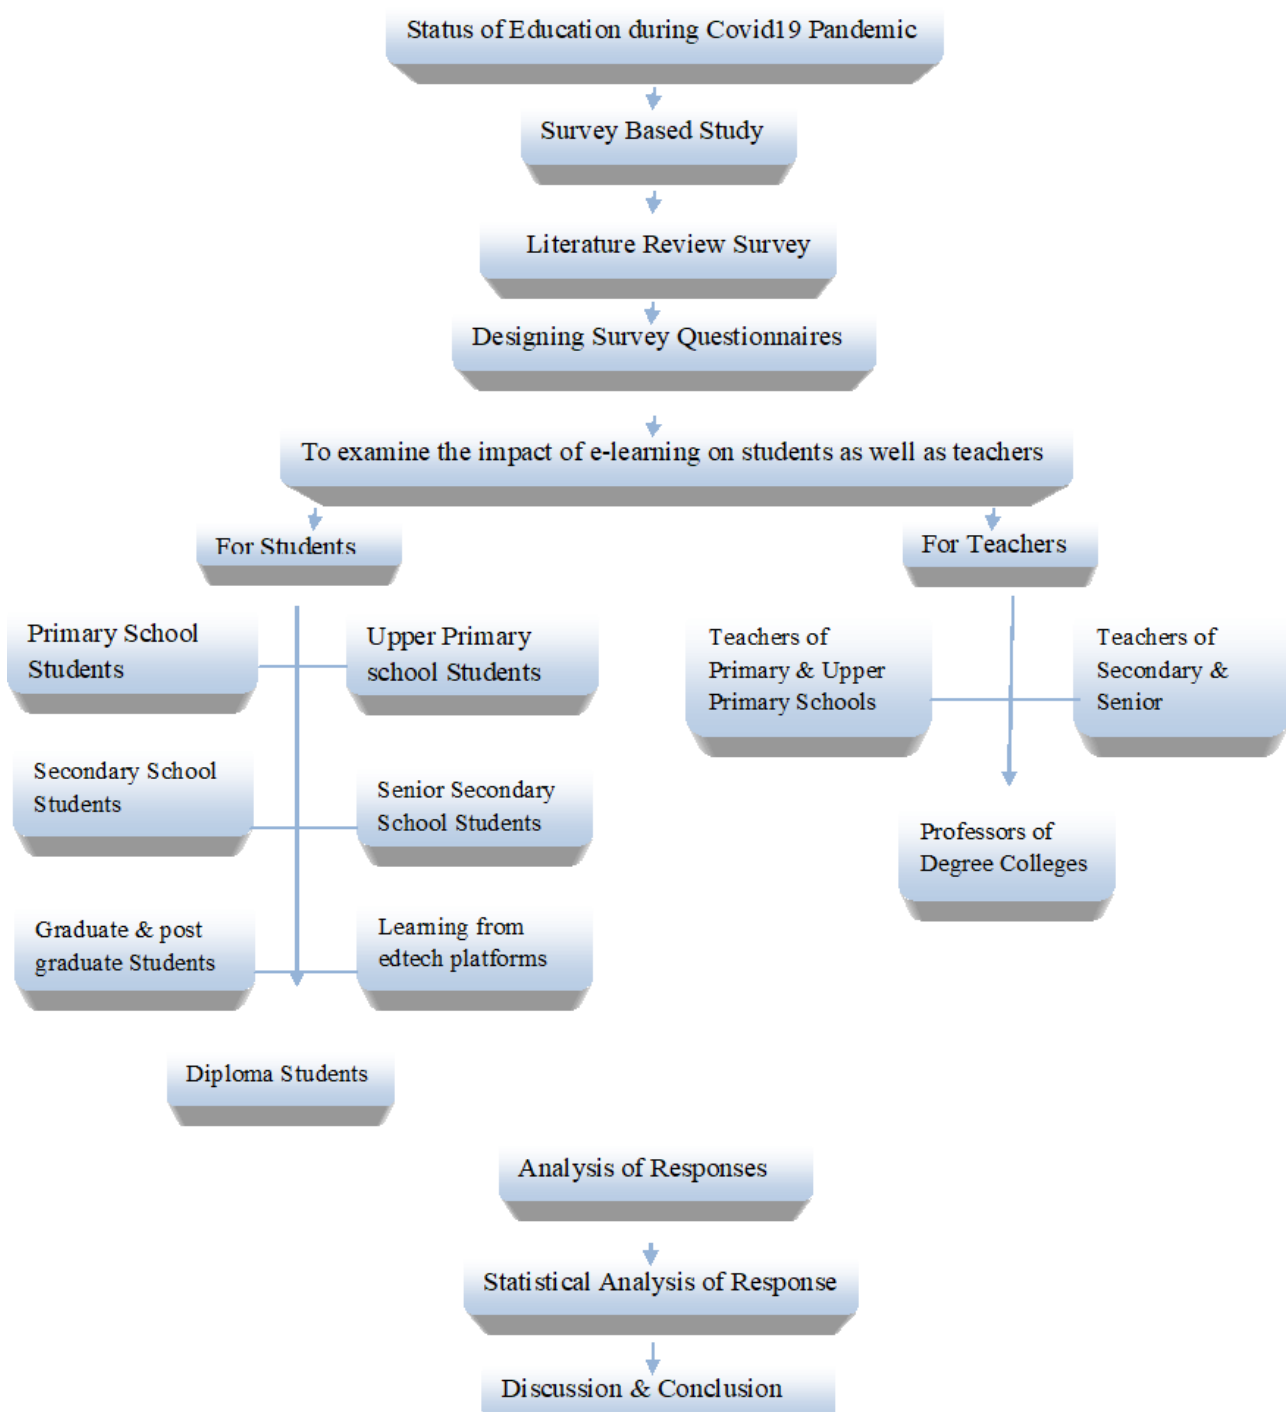 Status of Education during Covid19 Pandemic
Survey Based Study
Literature Review Survey
Designing Survey Questionnaires
To examine the impact of e-learning on students as well as teachers
For Students
For Teachers
Primary School
Students
Upper Primary
school Students
Teachers of
Primary & Upper
Primary Schools
Teachers of
Secondary &
Senior
Secondary School
Students
Senior Secondary
School Students
Professors of
Degree Colleges
Graduate & post
graduate Students
Learning from
edtech platforms
Diploma Students
Analysis of Responses
Statistical Analysis of Response
Discussion & Conclusion